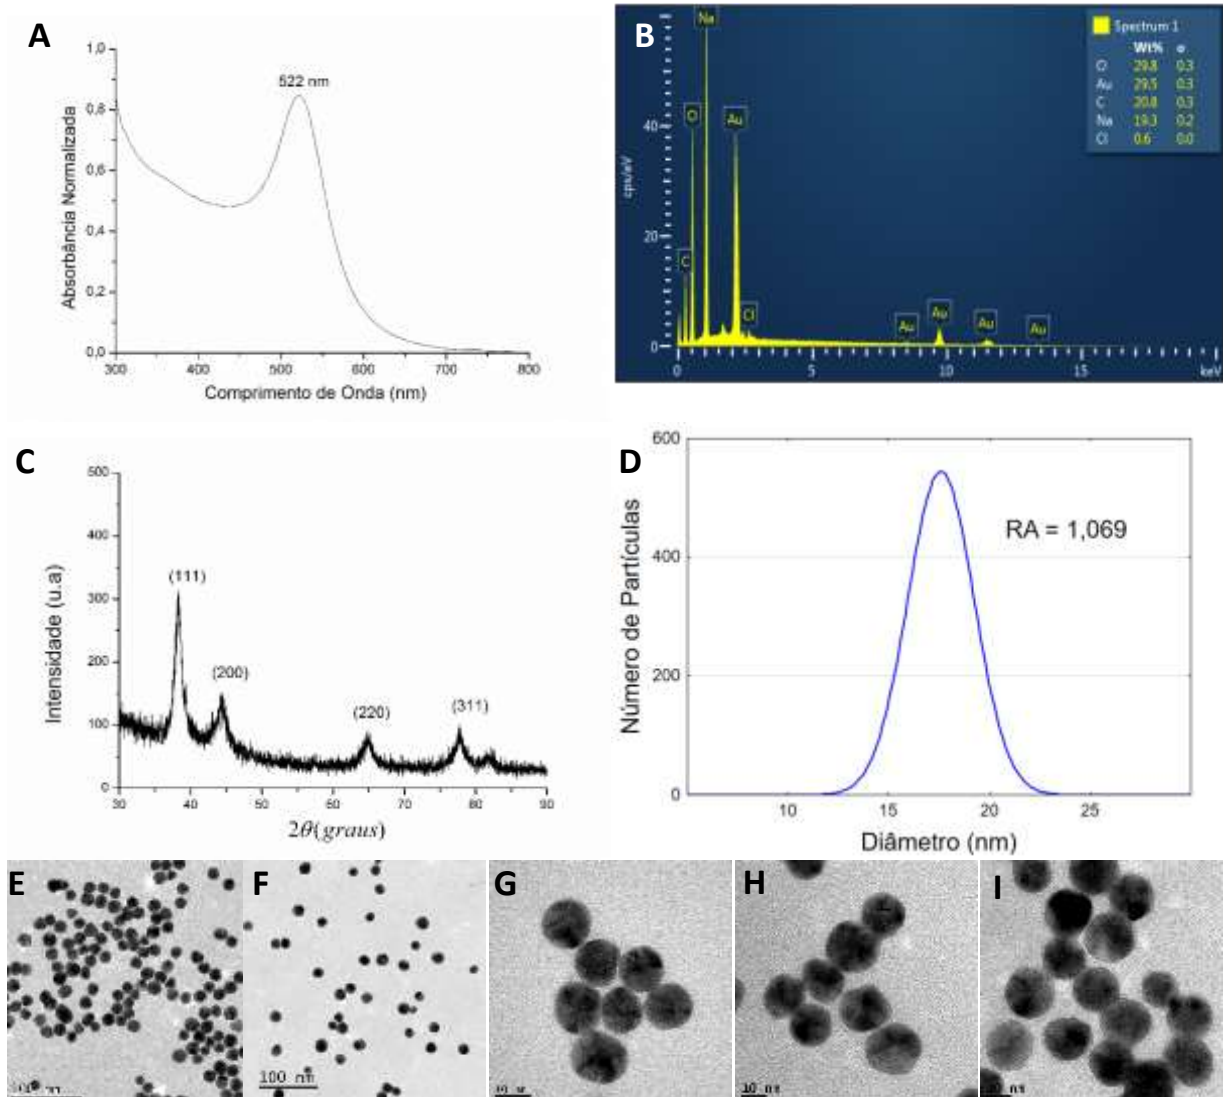 A
522 nm
1,0
0,8
0,6
0,4
0,2
0,0
300
400
500
600
700
800
Absorbância Normalizada
Comprimento de Onda (nm)
B
Spectrum 1
Wt% σ
O 29.8 0.3
Au 29.5 0.3
C 20.8 0.3
Na 19.3 0.2
Cl 0.6 0.0
Na
O
Au
C
Cl
Au
Au
Au
Au
cps/eV
40
20
0
0
5
10
15
keV
C
500
400
300
200
100
0
(111)
(200)
(220)
(311)
30
40
50
60
70
80
90
Intensidade (u.a)
2θ(graus)
D
600
400
200
0
RA = 1,069
10
15
20
25
Número de Partículas
Diâmetro (nm)
E
F
100 nm
G
H
10 nm
I